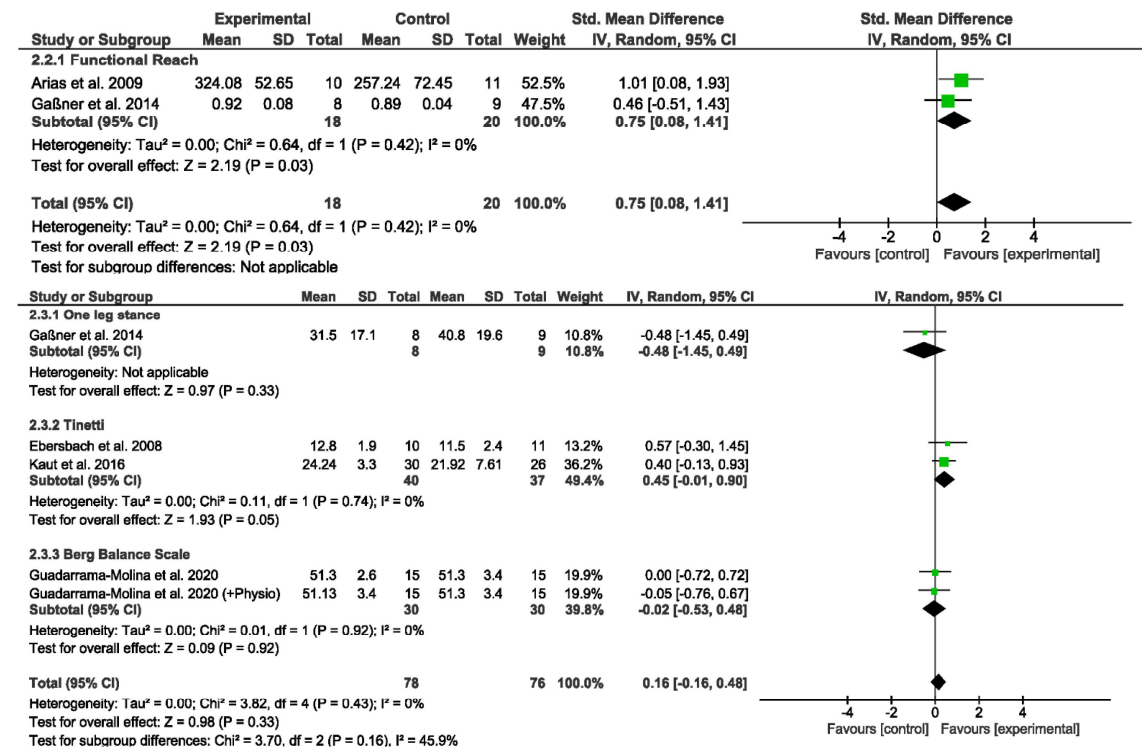 Experimental Control Std. Mean Difference Std. Mean Difference
Study or Subgroup Mean SD Total Mean SD Total Weight IV, Random, 95% CI IV, Random, 95% CI
2.2.1 Functional Reach
Arias et al. 2009 324.08 52.65 10 257.24 72.45 11 52.5% 1.01 [0.08, 1.93]
Gaßner et al. 2014 0.92 0.08 8 0.89 0.04 9 47.5% 0.46 [-0.51, 1.43]
Subtotal (95% CI) 18 20 100.0% 0.75 [0.08, 1.41]
Heterogeneity: Tau² = 0.00; Chi² = 0.64, df = 1 (P = 0.42); I² = 0%
Test for overall effect: Z = 2.19 (P = 0.03)
Total (95% CI) 18 20 100.0% 0.75 [0.08, 1.41]
Heterogeneity: Tau² = 0.00; Chi² = 0.64, df = 1 (P = 0.42); I² = 0%
Test for overall effect: Z = 2.19 (P = 0.03)
Test for subgroup differences: Not applicable
-4 -2 0 2 4
Favours [control] Favours [experimental]
Study or Subgroup Mean SD Total Mean SD Total Weight IV, Random, 95% CI IV, Random, 95% CI
2.3.1 One leg stance
Gaßner et al. 2014 31.5 17.1 8 40.8 19.6 9 10.8% -0.48 [-1.45, 0.49]
Subtotal (95% CI) 8 9 10.8% -0.48 [-1.45, 0.49]
Heterogeneity: Not applicable
Test for overall effect: Z = 0.97 (P = 0.33)
2.3.2 Tinetti
Ebersbach et al. 2008 12.8 1.9 10 11.5 2.4 11 13.2% 0.57 [-0.30, 1.45]
Kaut et al. 2016 24.24 3.3 30 21.92 7.61 26 36.2% 0.40 [-0.13, 0.93]
Subtotal (95% CI) 40 37 49.4% 0.45 [-0.01, 0.90]
Heterogeneity: Tau² = 0.00; Chi² = 0.11, df = 1 (P = 0.74); I² = 0%
Test for overall effect: Z = 1.93 (P = 0.05)
2.3.3 Berg Balance Scale
Guadarrama-Molina et al. 2020 51.3 2.6 15 51.3 3.4 15 19.9% 0.00 [-0.72, 0.72]
Guadarrama-Molina et al. 2020 (+Physio) 51.13 3.4 15 51.3 3.4 15 19.9% -0.05 [-0.76, 0.67]
Subtotal (95% CI) 30 30 39.8% -0.02 [-0.53, 0.48]
Heterogeneity: Tau² = 0.00; Chi² = 0.01, df = 1 (P = 0.92); I² = 0%
Test for overall effect: Z = 0.09 (P = 0.92)
Total (95% CI) 78 76 100.0% 0.16 [-0.16, 0.48]
Heterogeneity: Tau² = 0.00; Chi² = 3.82, df = 4 (P = 0.43); I² = 0%
Test for overall effect: Z = 0.98 (P = 0.33)
Test for subgroup differences: Chi² = 3.70, df = 2 (P = 0.16), I² = 45.9%
-4 -2 0 2 4
Favours [control] Favours [experimental]